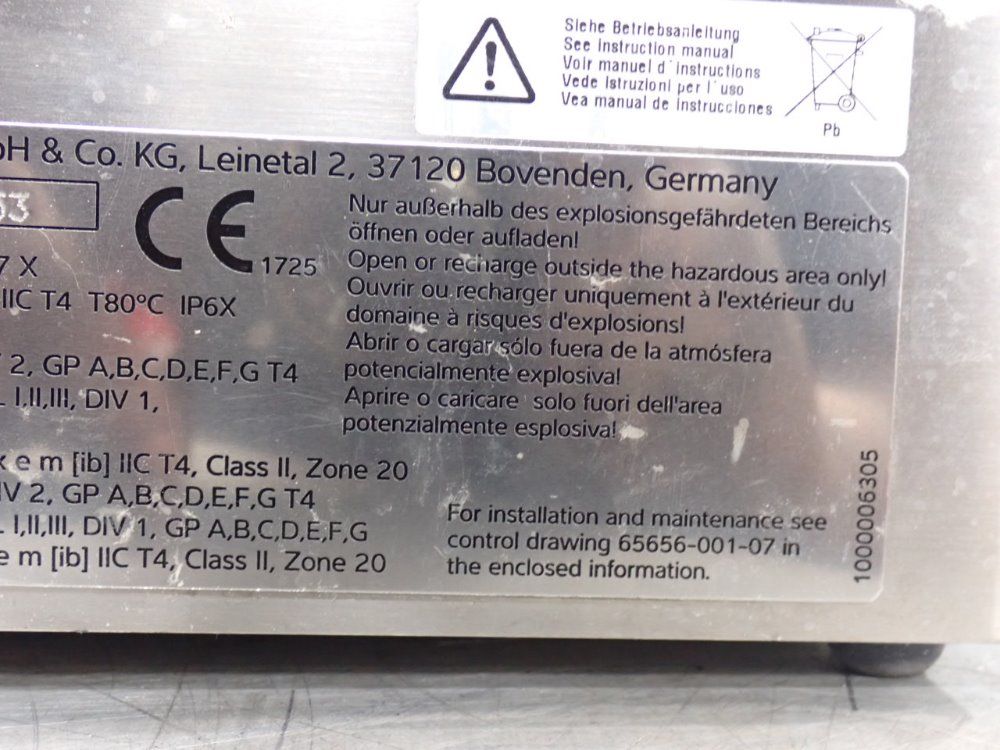 Siehe Betriebsanleitung
See instruction manual
Voir manuel d´instructions
Vede istruzioni per l´uso
Vea manual de instrucciones
Pb
bH & Co. KG, Leinetal 2, 37120 Bovenden, Germany
53
CE 1725
7 X
IIC T4 T80°C IP6X
2, GP A,B,C,D,E,F,G T4
I,II,III, DIV 1,
e m [ib] IIC T4, Class II, Zone 20
IV 2, GP A,B,C,D,E,F,G T4
I,II,III, DIV 1, GP A,B,C,D,E,F,G
e m [ib] IIC T4, Class II, Zone 20
Nur außerhalb des explosionsgefährdeten Bereichs
öffnen oder aufladen!
Open or recharge outside the hazardous area only!
Ouvrir ou recharger uniquement à l'extérieur du
domaine à risques d'explosions!
Abrir o cargar sólo fuera de la atmósfera
potencialmente explosiva!
Aprire o caricare solo fuori dell'area
potenzialmente esplosiva!
For installation and maintenance see
control drawing 65656-001-07 in
the enclosed information.
1000006305